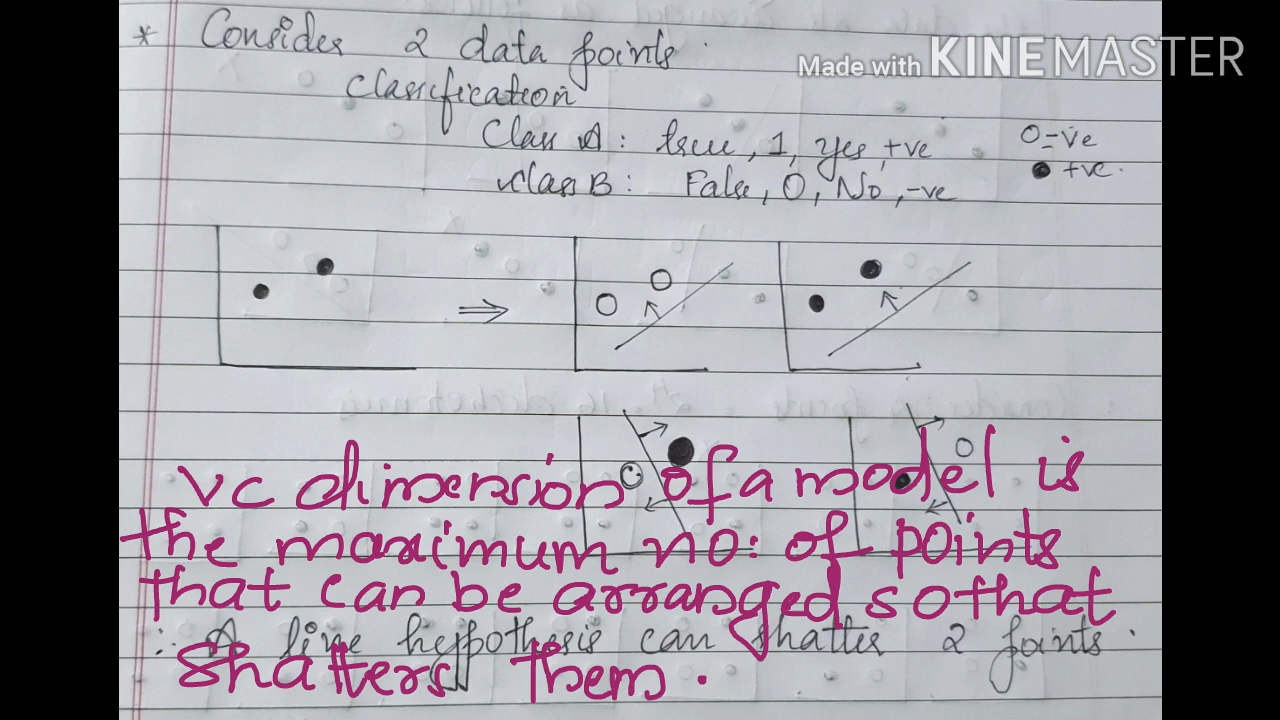 * Consider 2 data points.
Made with KINEMASTER
Classification
Class A: true, 1, yes, +ve
O=-ve
+ve.
Class B: False, 0, No, -ve
vc dimension of a model is
the maximum no: of points
that can be arranged so that
∴ A line hypothesis can shatter 2 points.
shatters them.